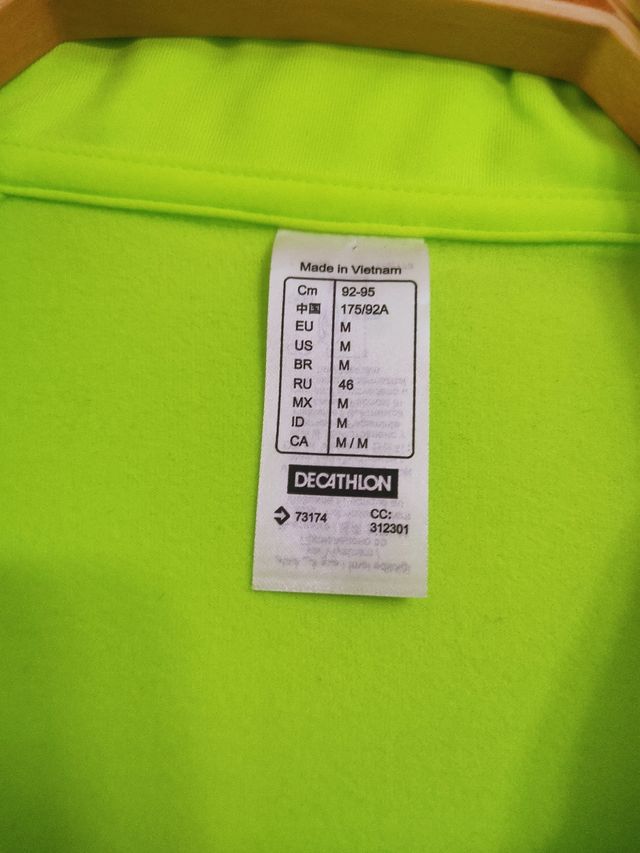 Made in Vietnam
Cm 92-95
中国 175/92A
EU M
US M
BR M
RU 46
MX M
ID M
CA M / M
DECATHLON
73174 CC:
312301